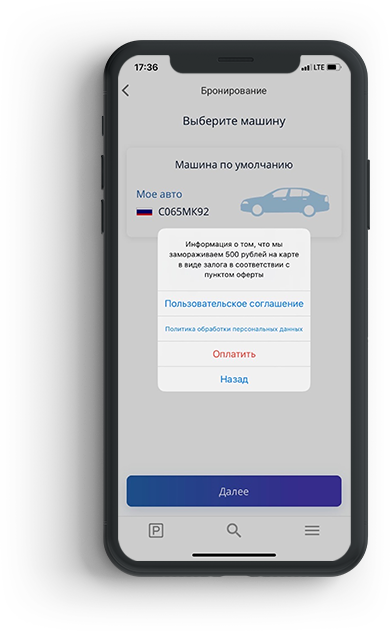 17:36
LTE
Бронирование
Выберите машину
Машина по умолчанию
Мое авто
С065МК92
Информация о том, что мы
замораживаем 500 рублей на карте
в виде залога в соответствии с
пунктом оферты
Пользовательское соглашение
Политика обработки персональных данных
Оплатить
Назад
Далее
P